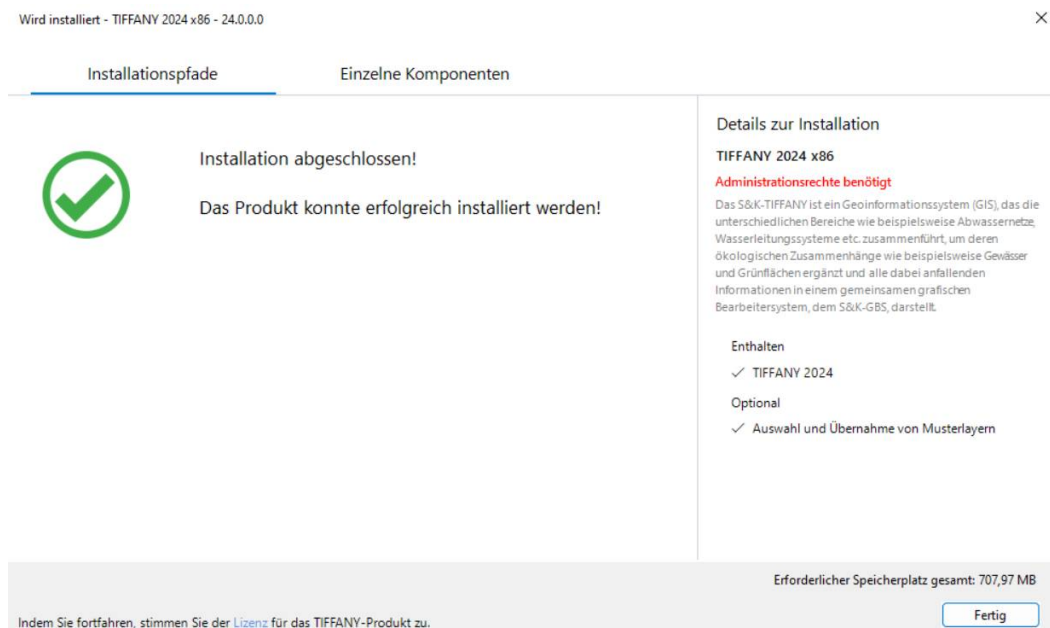 Wird installiert - TIFFANY 2024 x86 - 24.0.0.0
Installationspfade
Einzelne Komponenten
Installation abgeschlossen!
Das Produkt konnte erfolgreich installiert werden!
Details zur Installation
TIFFANY 2024 x86
Administrationsrechte benötigt
Das S&K-TIFFANY ist ein Geoinformationssystem (GIS), das die
unterschiedlichen Bereiche wie beispielsweise Abwassernetze,
Wasserleitungssysteme etc. zusammenführt, um deren
ökologischen Zusammenhänge wie beispielsweise Gewässer
und Grünflächen ergänzt und alle dabei anfallenden
Informationen in einem gemeinsamen grafischen
Bearbeitersystem, dem S&K-GBS, darstellt.
Enthalten
TIFFANY 2024
Optional
Auswahl und Übernahme von Musterlayern
Erforderlicher Speicherplatz gesamt: 707,97 MB
Indem Sie fortfahren, stimmen Sie der Lizenz für das TIFFANY-Produkt zu.
Fertig